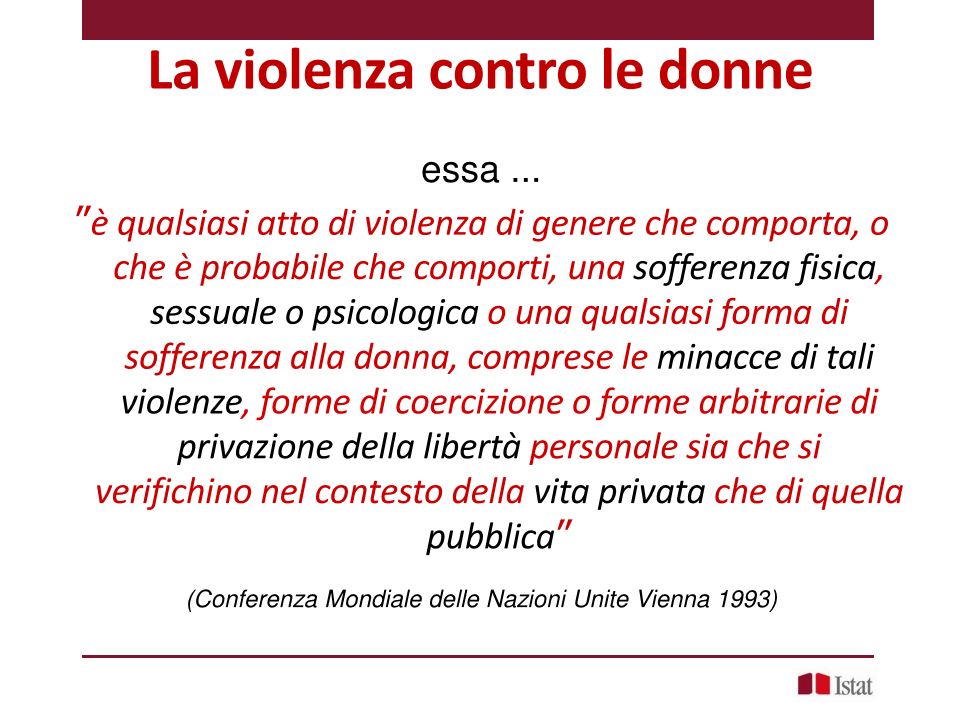 La violenza contro le donne
essa ...
"è qualsiasi atto di violenza di genere che comporta, o
che è probabile che comporti, una sofferenza fisica,
sessuale o psicologica o una qualsiasi forma di
sofferenza alla donna, comprese le minacce di tali
violenze, forme di coercizione o forme arbitrarie di
privazione della libertà personale sia che si
verifichino nel contesto della vita privata che di quella
pubblica"
(Conferenza Mondiale delle Nazioni Unite Vienna 1993)
Istat